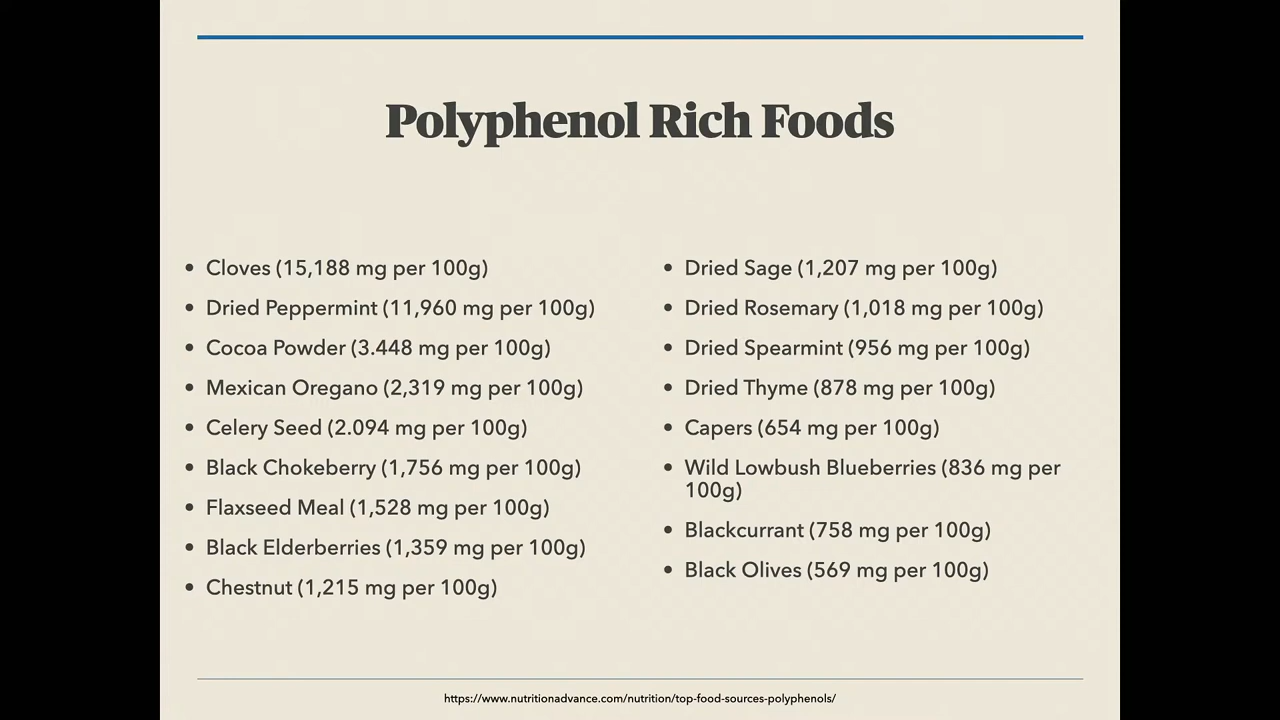 Polyphenol Rich Foods
• Cloves (15,188 mg per 100g)
• Dried Peppermint (11,960 mg per 100g)
• Cocoa Powder (3.448 mg per 100g)
• Mexican Oregano (2,319 mg per 100g)
• Celery Seed (2.094 mg per 100g)
• Black Chokeberry (1,756 mg per 100g)
• Flaxseed Meal (1,528 mg per 100g)
• Black Elderberries (1,359 mg per 100g)
• Chestnut (1,215 mg per 100g)
• Dried Sage (1,207 mg per 100g)
• Dried Rosemary (1,018 mg per 100g)
• Dried Spearmint (956 mg per 100g)
• Dried Thyme (878 mg per 100g)
• Capers (654 mg per 100g)
• Wild Lowbush Blueberries (836 mg per
100g)
• Blackcurrant (758 mg per 100g)
• Black Olives (569 mg per 100g)
https://www.nutritionadvance.com/nutrition/top-food-sources-polyphenols/